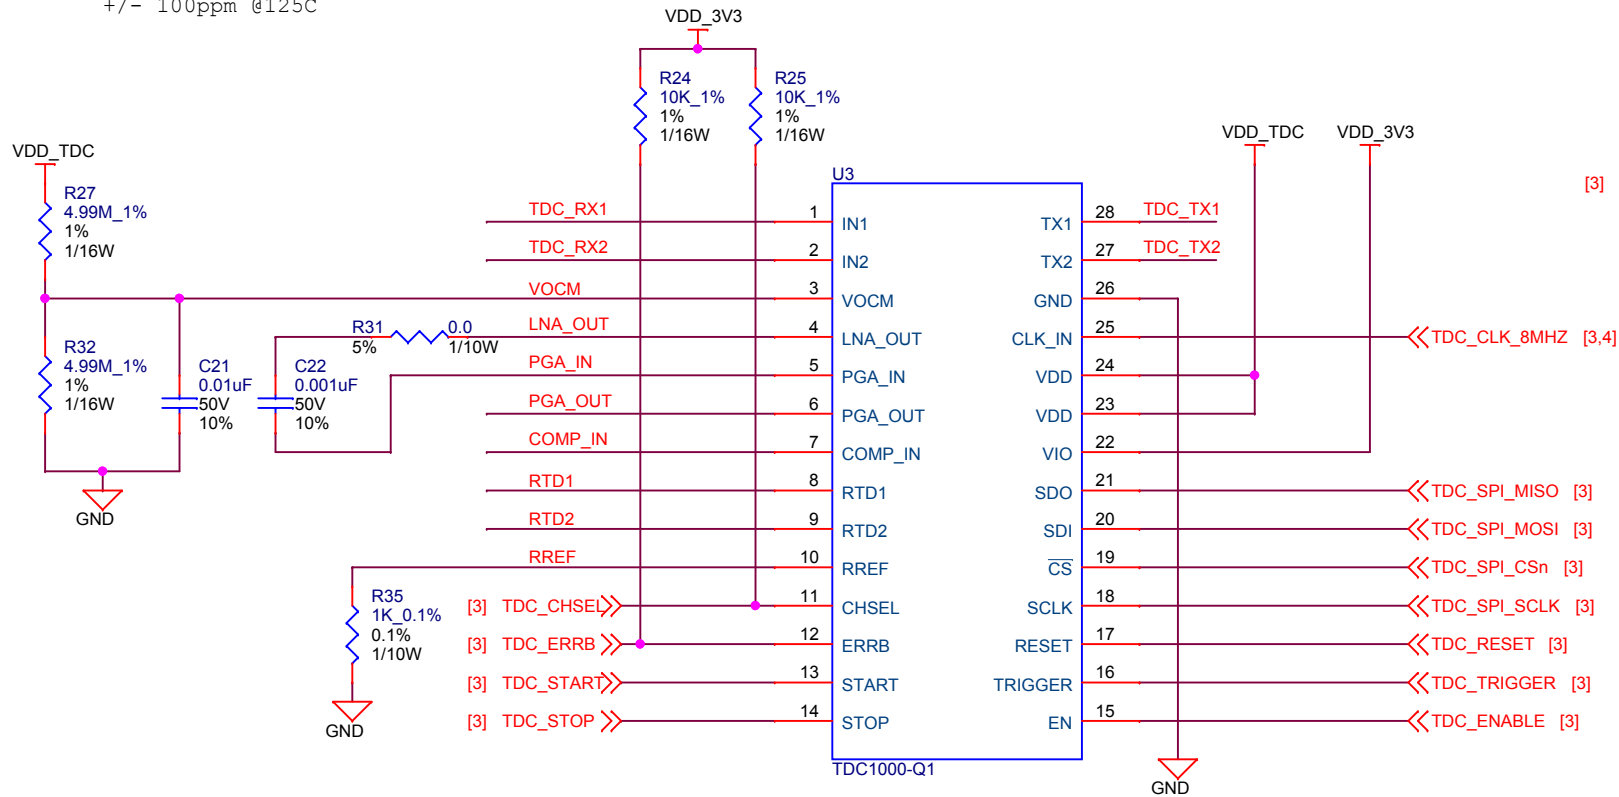 +/- 100ppm @125C
VDD_3V3
R24
10K_1%
1%
1/16W
R25
10K_1%
1%
1/16W
VDD_TDC
VDD_3V3
[3]
VDD_TDC
R27
4.99M_1%
1%
1/16W
R32
4.99M_1%
1%
1/16W
C21
0.01uF
50V
10%
C22
0.001uF
50V
10%
R31
5%
0.0
1/10W
GND
R35
1K_0.1%
0.1%
1/10W
GND
U3
TDC_RX1 1 IN1
TDC_RX2 2 IN2
VOCM 3 VOCM
LNA_OUT 4 LNA_OUT
PGA_IN 5 PGA_IN
PGA_OUT 6 PGA_OUT
COMP_IN 7 COMP_IN
RTD1 8 RTD1
RTD2 9 RTD2
RREF 10 RREF
[3] TDC_CHSEL 11 CHSEL
[3] TDC_ERRB 12 ERRB
[3] TDC_START 13 START
[3] TDC_STOP 14 STOP
TX1 28 TDC_TX1
TX2 27 TDC_TX2
GND 26
CLK_IN 25 TDC_CLK_8MHZ [3,4]
VDD 24
VDD 23
VIO 22
SDO 21 TDC_SPI_MISO [3]
SDI 20 TDC_SPI_MOSI [3]
CS 19 TDC_SPI_CSn [3]
SCLK 18 TDC_SPI_SCLK [3]
RESET 17 TDC_RESET [3]
TRIGGER 16 TDC_TRIGGER [3]
EN 15 TDC_ENABLE [3]
TDC1000-Q1
GND